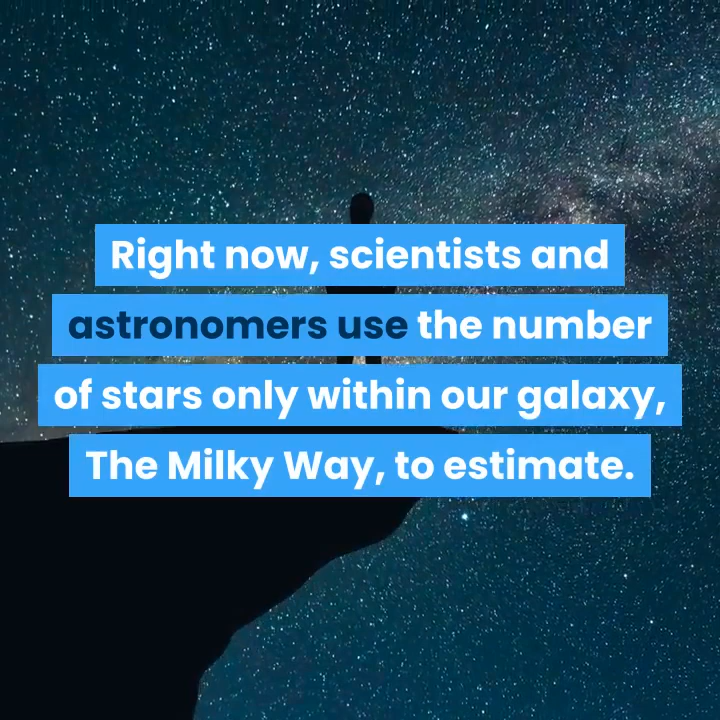 Right now, scientists and
astronomers use the number
of stars only within our galaxy,
The Milky Way, to estimate.